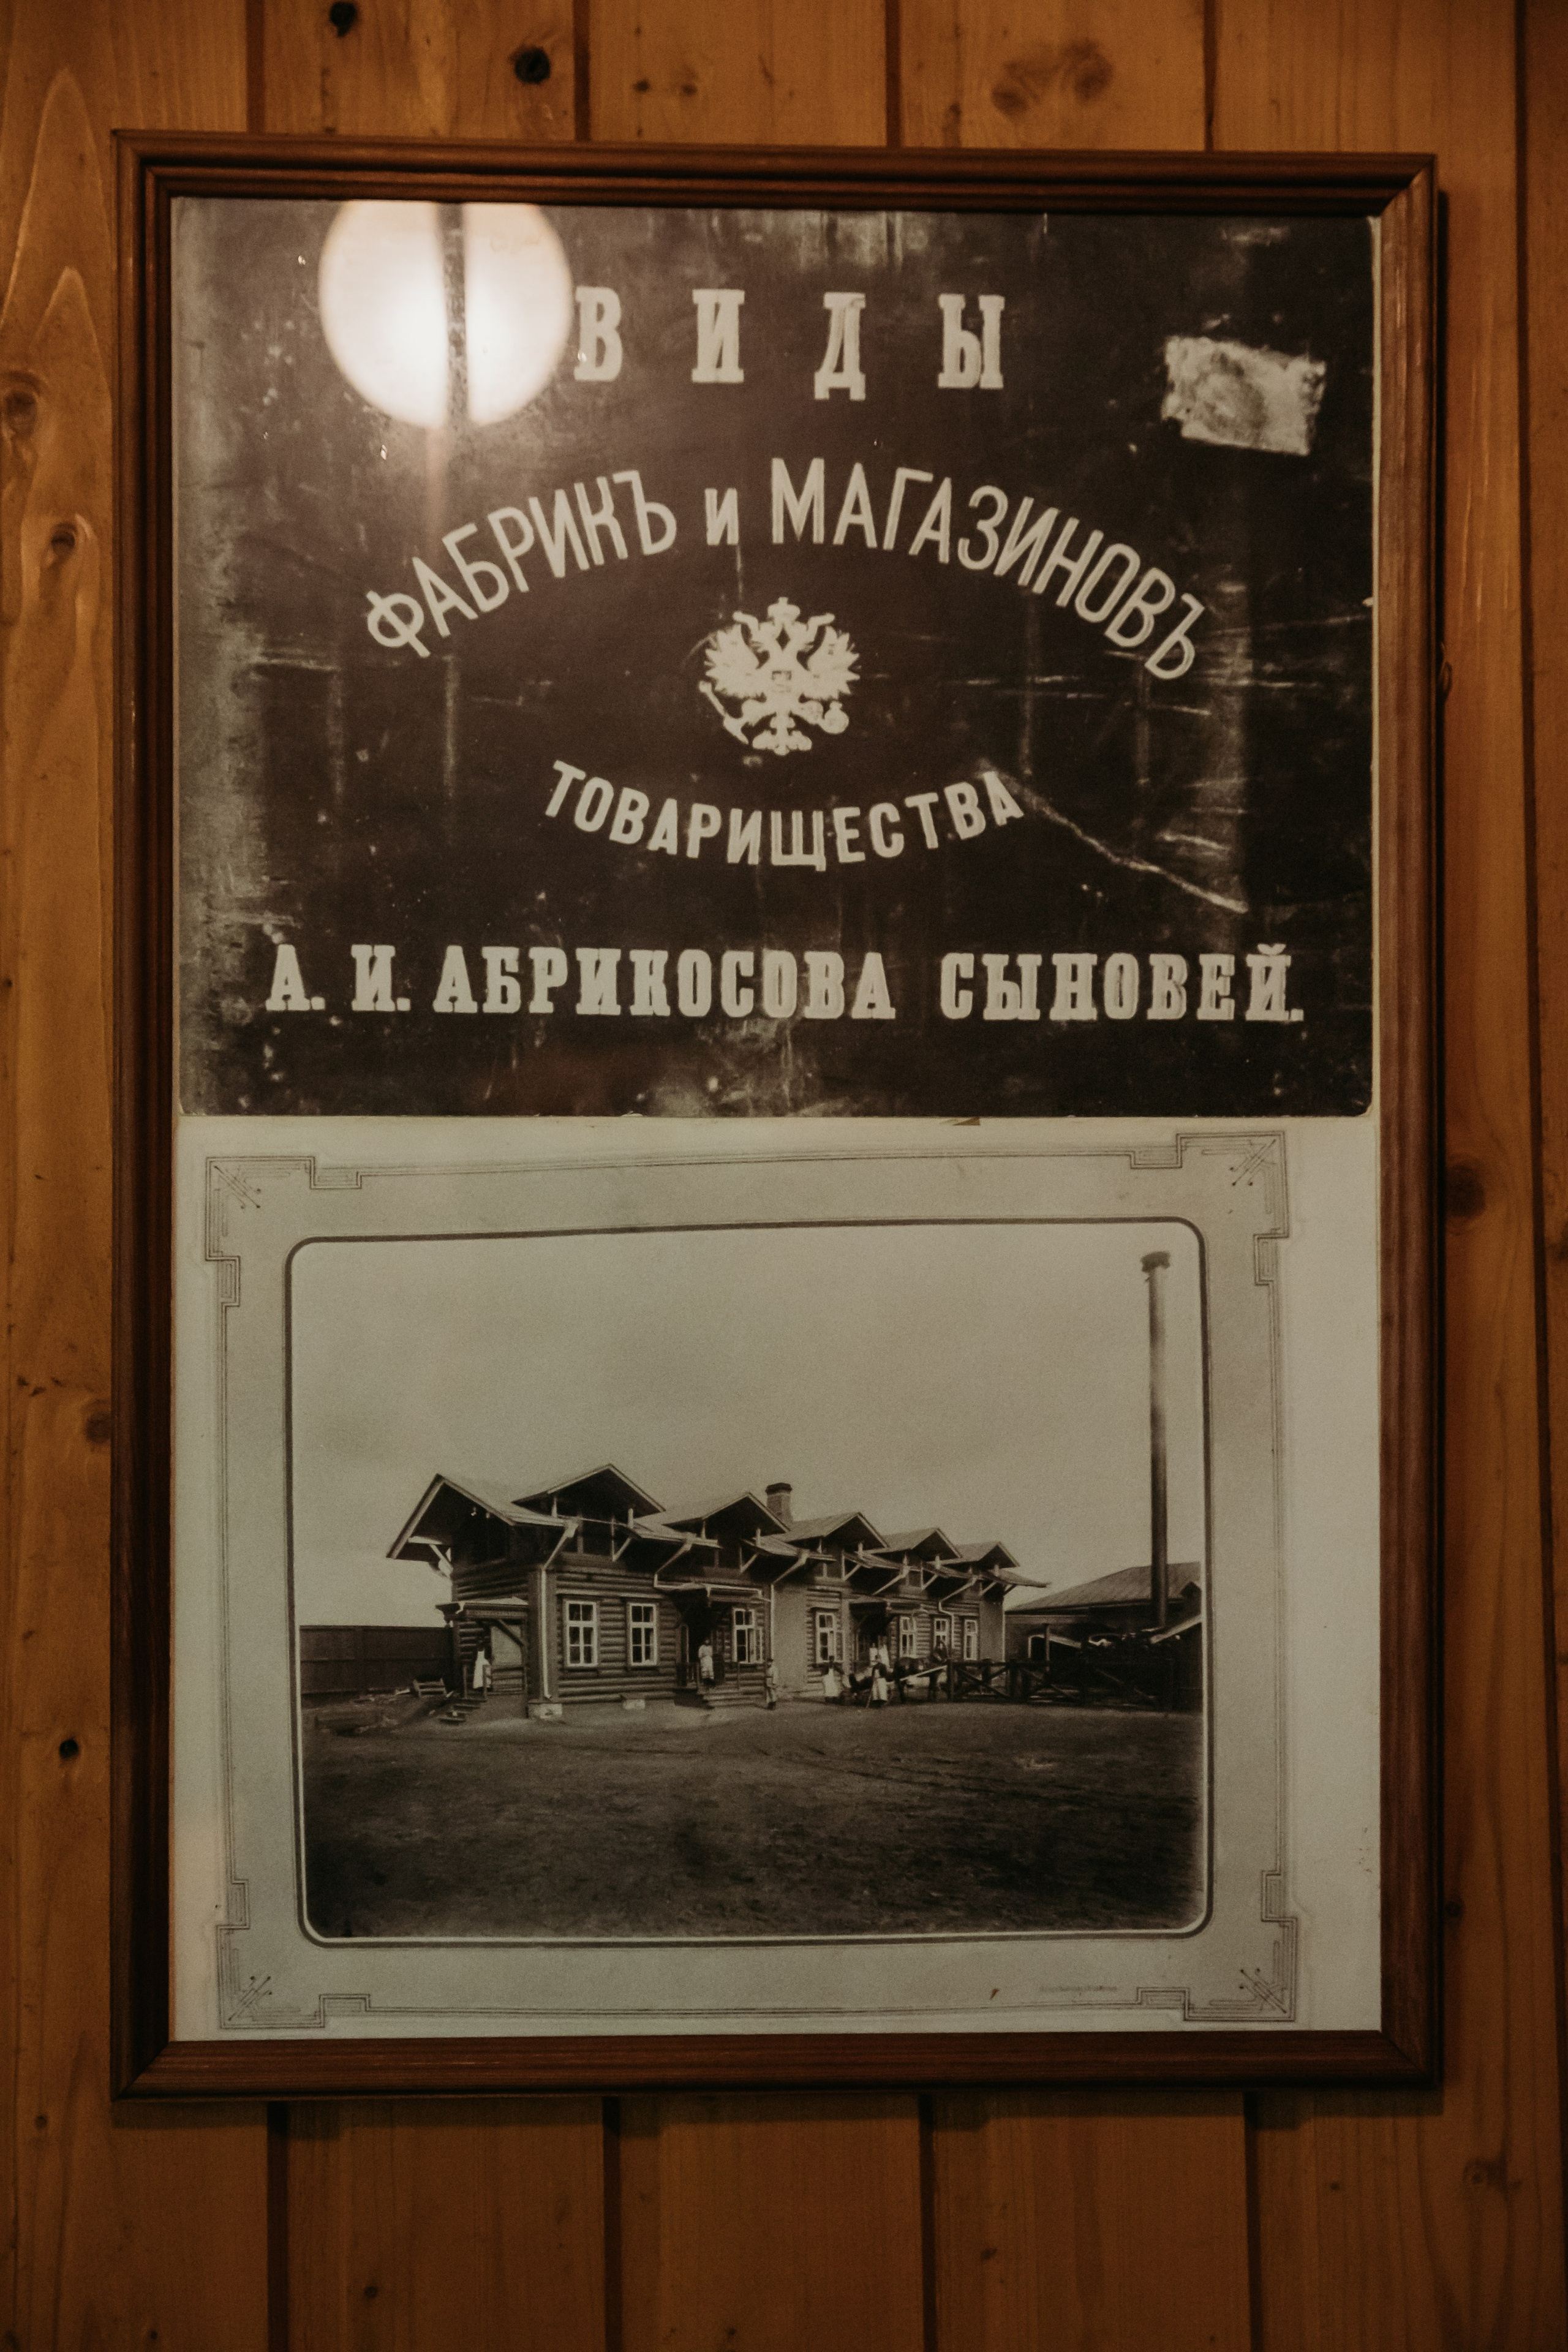 ВИДЫ
ФАБРИКЪ и МАГАЗИНОВЪ
ТОВАРИЩЕСТВА
А. И. АБРИКОСОВА СЫНОВЕЙ.